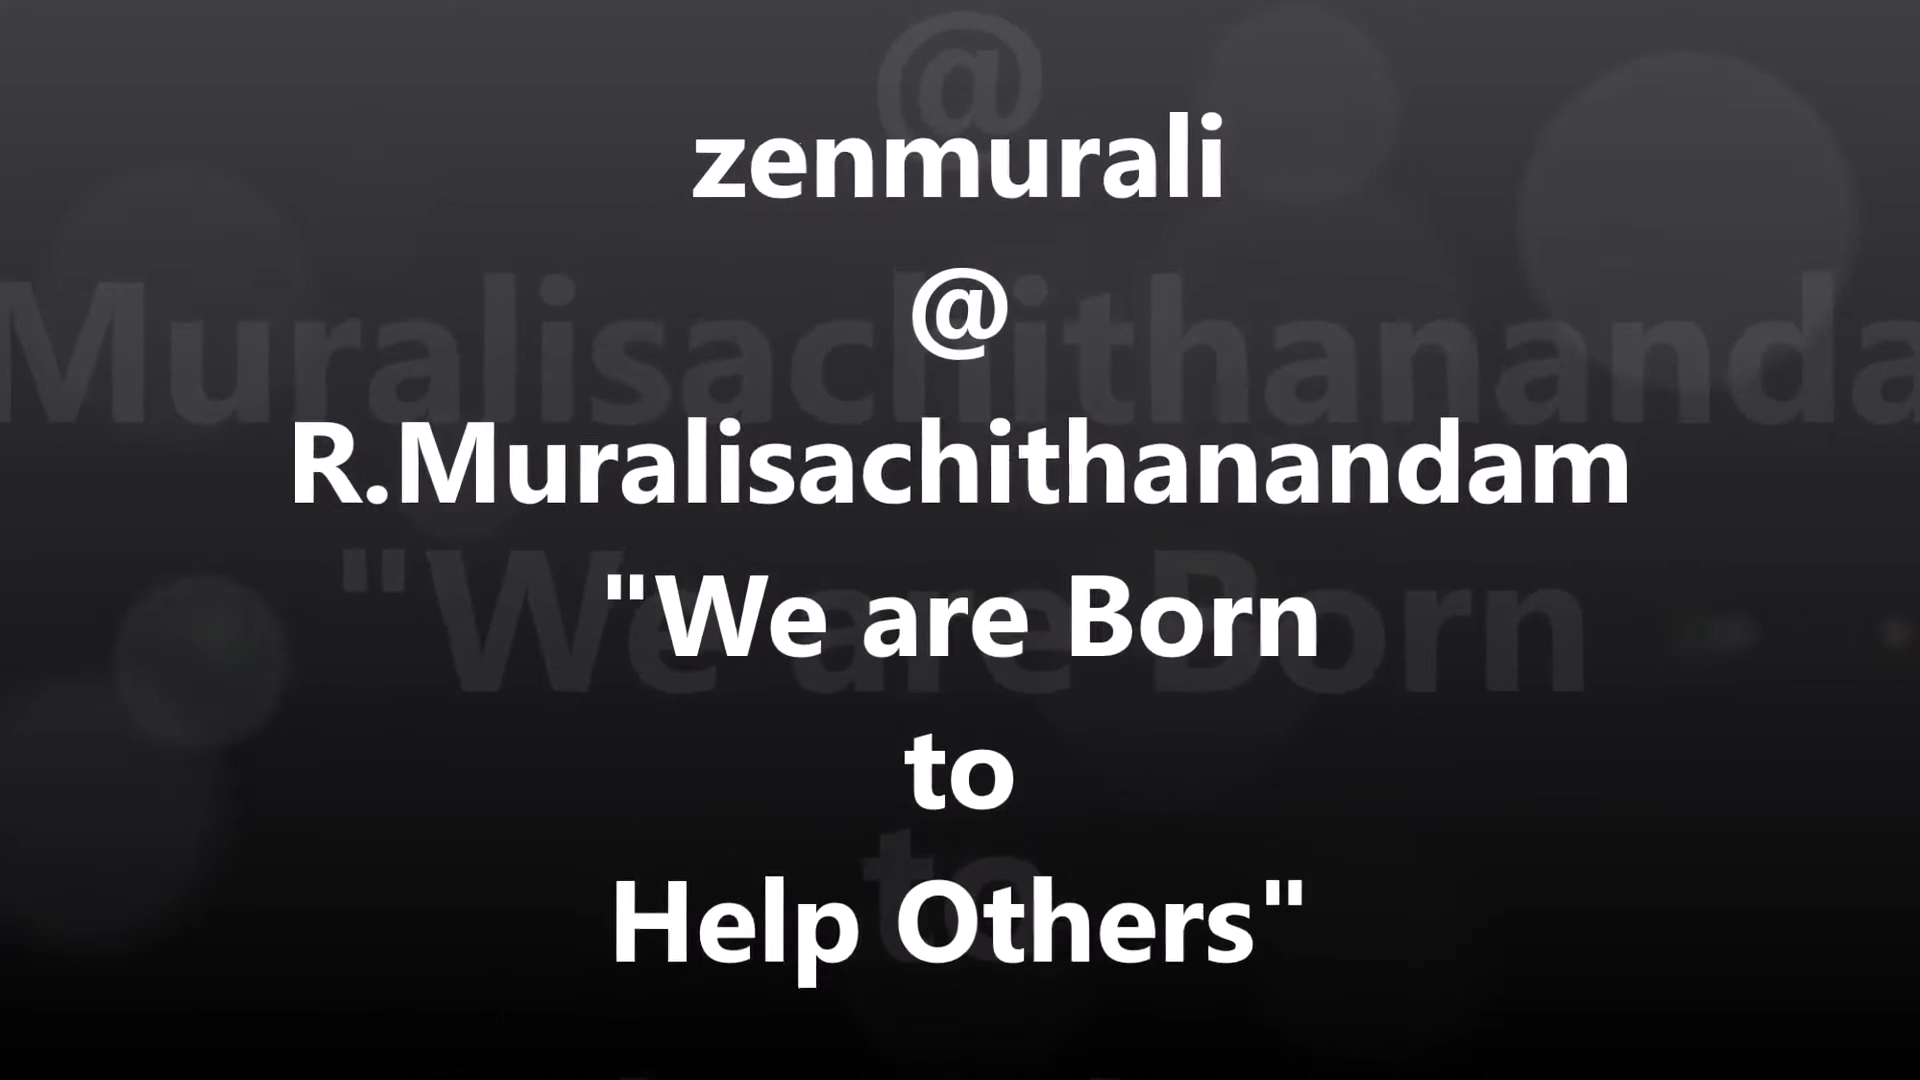 zenmurali
@
R.Muralisachithanandam
"We are Born
to
Help Others"